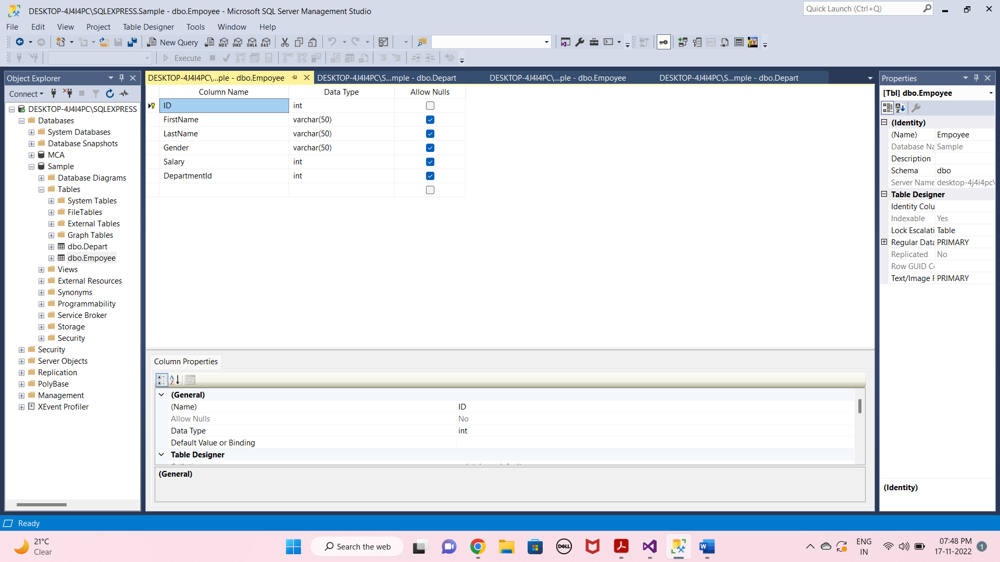 DESKTOP-4J4I4PC\SQLEXPRESS.Sample - dbo.Empoyee - Microsoft SQL Server Management Studio
Quick Launch (Ctrl+Q)
File Edit View Project Table Designer Tools Window Help
New Query MDX DMX XMLA DAX
Execute
Object Explorer
Connect
DESKTOP-4J4I4PC\SQLEXPRESS
Databases
System Databases
Database Snapshots
MCA
Sample
Database Diagrams
Tables
System Tables
FileTables
External Tables
Graph Tables
dbo.Depart
dbo.Empoyee
Views
External Resources
Synonyms
Programmability
Service Broker
Storage
Security
Security
Server Objects
Replication
PolyBase
Management
XEvent Profiler
DESKTOP-4J4I4PC\...ple - dbo.Empoyee DESKTOP-4J4I4PC\S...mple - dbo.Depart DESKTOP-4J4I4PC\...ple - dbo.Empoyee DESKTOP-4J4I4PC\S...mple - dbo.Depart
Column Name Data Type Allow Nulls
ID int
FirstName varchar(50)
LastName varchar(50)
Gender varchar(50)
Salary int
DepartmentId int
Column Properties
(General)
(Name) ID
Allow Nulls No
Data Type int
Default Value or Binding
Table Designer
(General)
Properties
[Tbl] dbo.Empoyee
(Identity)
(Name) Empoyee
Database Na Sample
Description
Schema dbo
Server Name desktop-4j4i4pc\
Table Designer
Identity Colu
Indexable Yes
Lock Escalati Table
Regular Data PRIMARY
Replicated No
Row GUID Co
Text/Image F PRIMARY
(Identity)
Ready
21°C
Clear
Search the web
DELL
ENG
IN
07:48 PM
17-11-2022
1